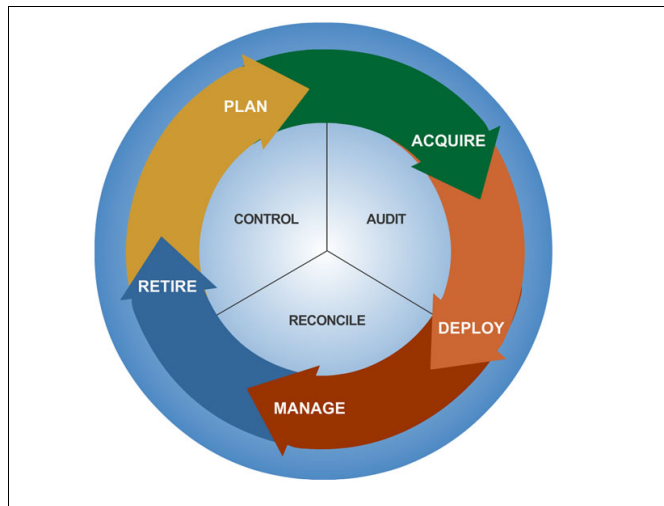 PLAN
ACQUIRE
CONTROL
AUDIT
RETIRE
RECONCILE
DEPLOY
MANAGE